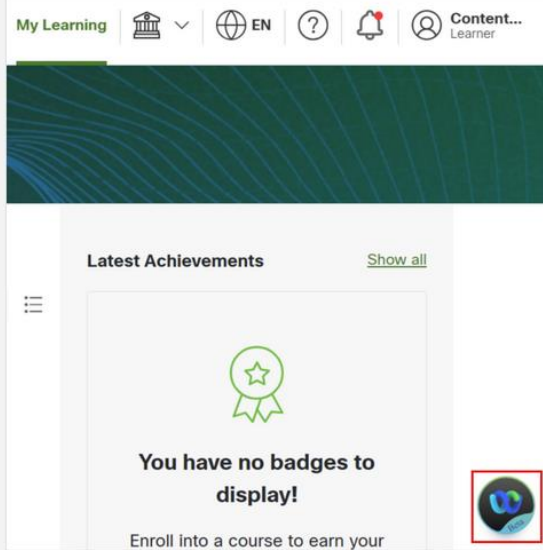 My Learning
EN
Content...
Learner
Latest Achievements
Show all
You have no badges to
display!
Enroll into a course to earn your
Beta